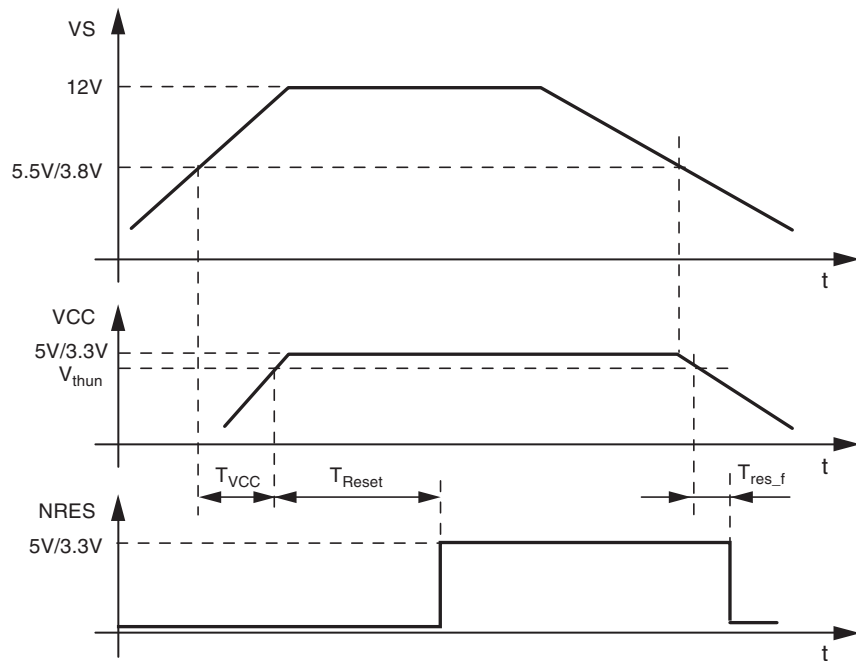 VS
12V
5.5V/3.8V
t
VCC
5V/3.3V
Vthun
t
TVCC
TReset
Tres_f
NRES
5V/3.3V
t